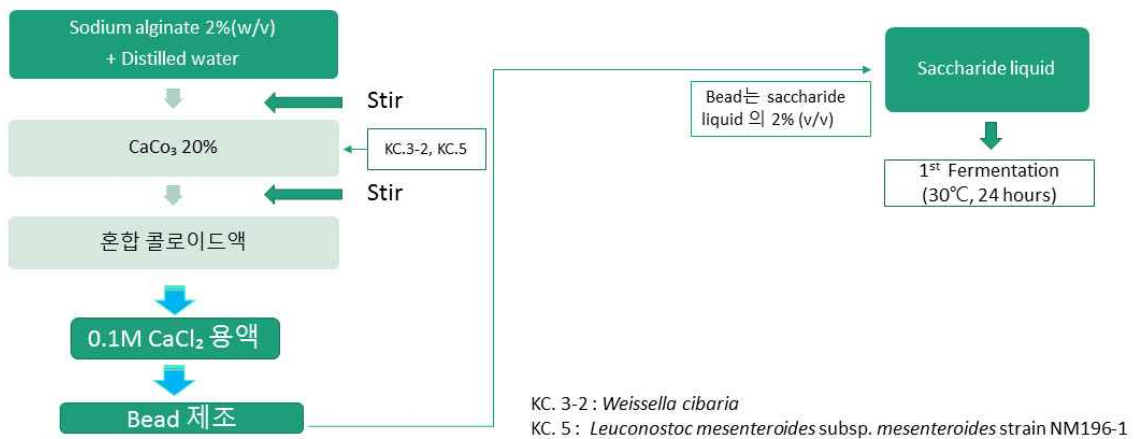 Sodium alginate 2%(w/v)
+ Distilled water
Stir
CaCo₃ 20%
KC.3-2, KC.5
Stir
혼합 콜로이드액
0.1M CaCl₂ 용액
Bead 제조
Bead는 saccharide
liquid 의 2% (v/v)
Saccharide liquid
1st Fermentation
(30℃, 24 hours)
KC. 3-2 : Weissella cibaria
KC. 5 : Leuconostoc mesenteroides subsp. mesenteroides strain NM196-1